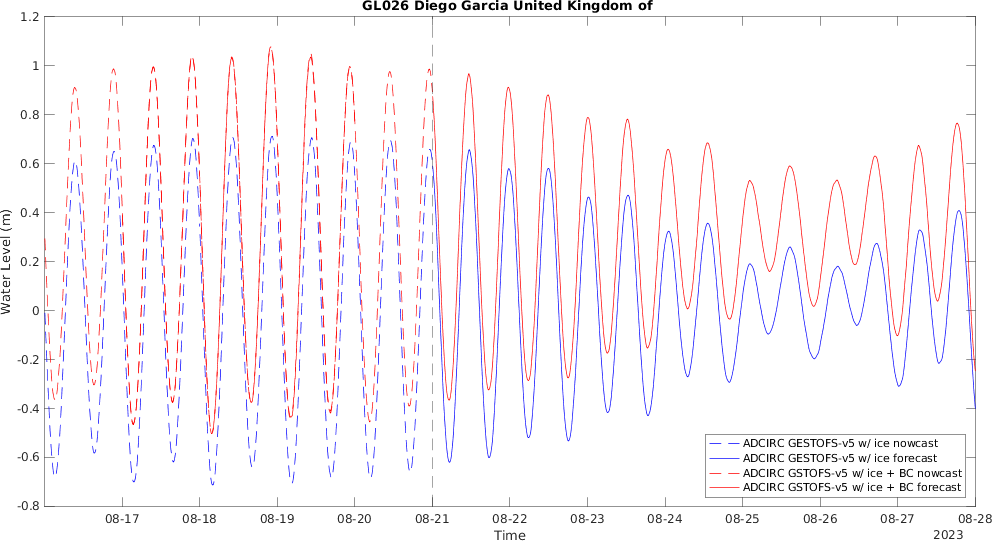 GL026 Diego Garcia United Kingdom of
1.2
1
0.8
0.6
0.4
0.2
0
-0.2
-0.4
-0.6
-0.8
Water Level (m)
08-17 08-18 08-19 08-20 08-21 08-22 08-23 08-24 08-25 08-26 08-27 08-28
Time
2023
ADCIRC GESTOFS-v5 w/ ice nowcast
ADCIRC GESTOFS-v5 w/ ice forecast
ADCIRC GSTOFS-v5 w/ ice + BC nowcast
ADCIRC GSTOFS-v5 w/ ice + BC forecast